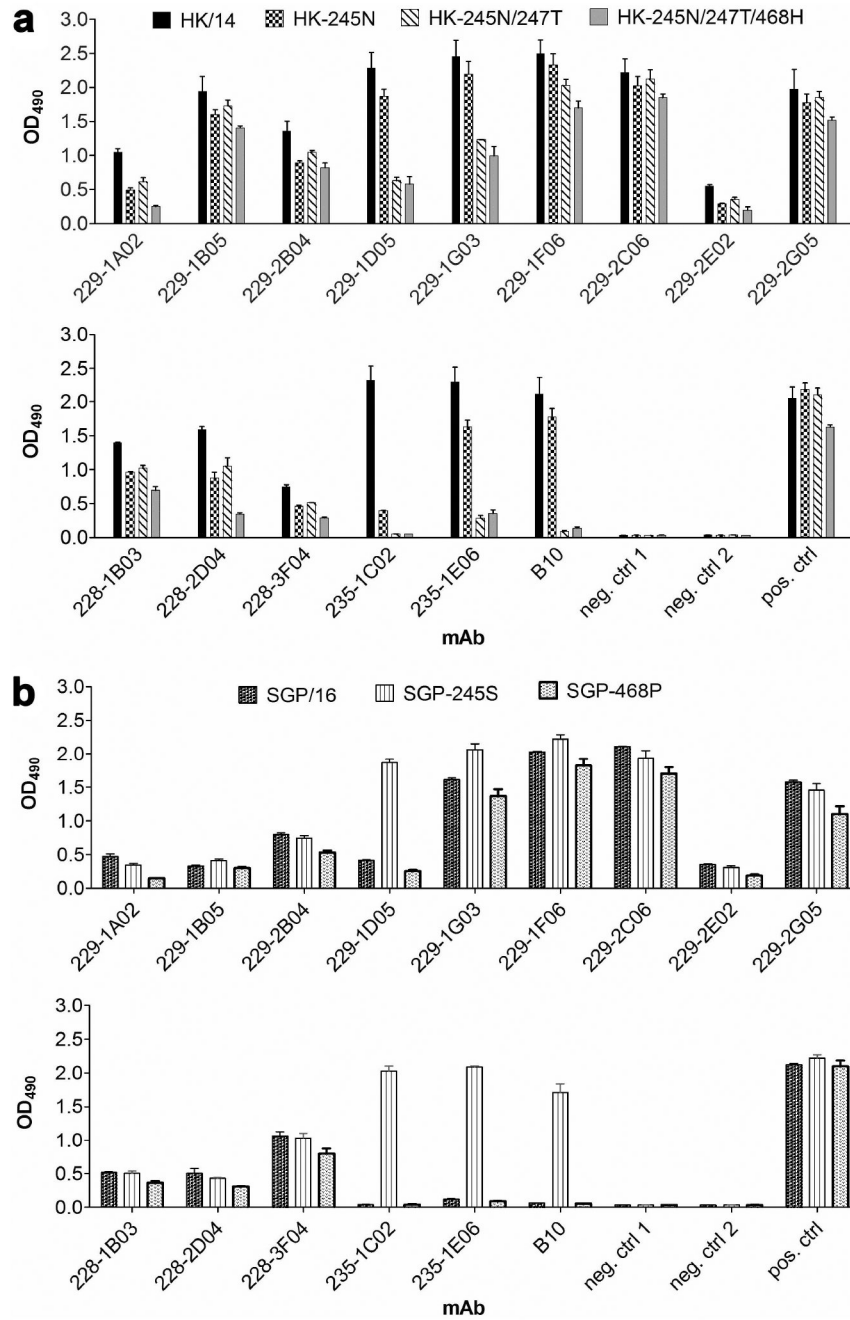 a
HK/14 HK-245N HK-245N/247T HK-245N/247T/468H
OD490
3.0
2.5
2.0
1.5
1.0
0.5
0.0
229-1A02 229-1B05 229-2B04 229-1D05 229-1G03 229-1F06 229-2C06 229-2E02 229-2G05
OD490
3.0
2.5
2.0
1.5
1.0
0.5
0.0
228-1B03 228-2D04 228-3F04 235-1C02 235-1E06 B10 neg. ctrl 1 neg. ctrl 2 pos. ctrl
mAb
b
SGP/16 SGP-245S SGP-468P
OD490
3.0
2.5
2.0
1.5
1.0
0.5
0.0
229-1A02 229-1B05 229-2B04 229-1D05 229-1G03 229-1F06 229-2C06 229-2E02 229-2G05
OD490
3.0
2.5
2.0
1.5
1.0
0.5
0.0
228-1B03 228-2D04 228-3F04 235-1C02 235-1E06 B10 neg. ctrl 1 neg. ctrl 2 pos. ctrl
mAb